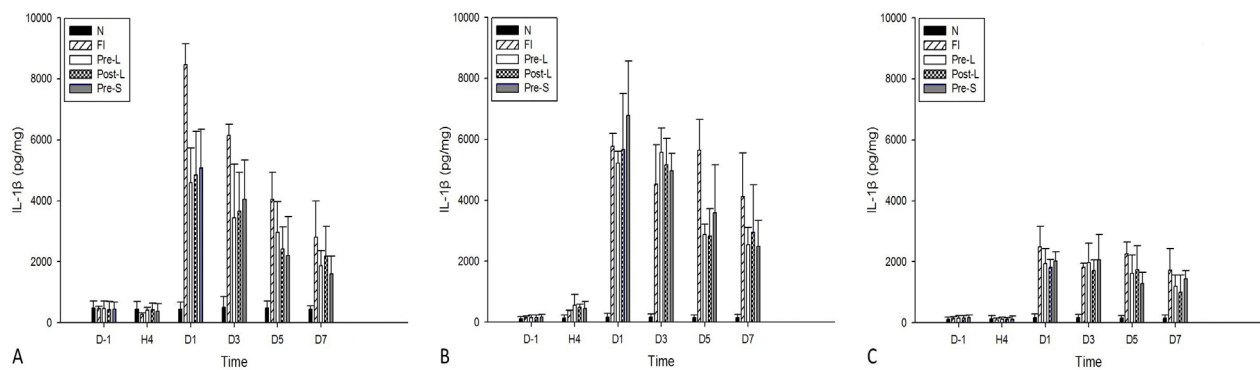 10000
8000
6000
4000
2000
0
IL-1β (pg/mg)
N
FI
Pre-L
Post-L
Pre-S
D-1 H4 D1 D3 D5 D7
Time
A
10000
8000
6000
4000
2000
0
IL-1β (pg/mg)
N
FI
Pre-L
Post-L
Pre-S
D-1 H4 D1 D3 D5 D7
Time
B
10000
8000
6000
4000
2000
0
IL-1β (pg/mg)
N
FI
Pre-L
Post-L
Pre-S
D-1 H4 D1 D3 D5 D7
Time
C